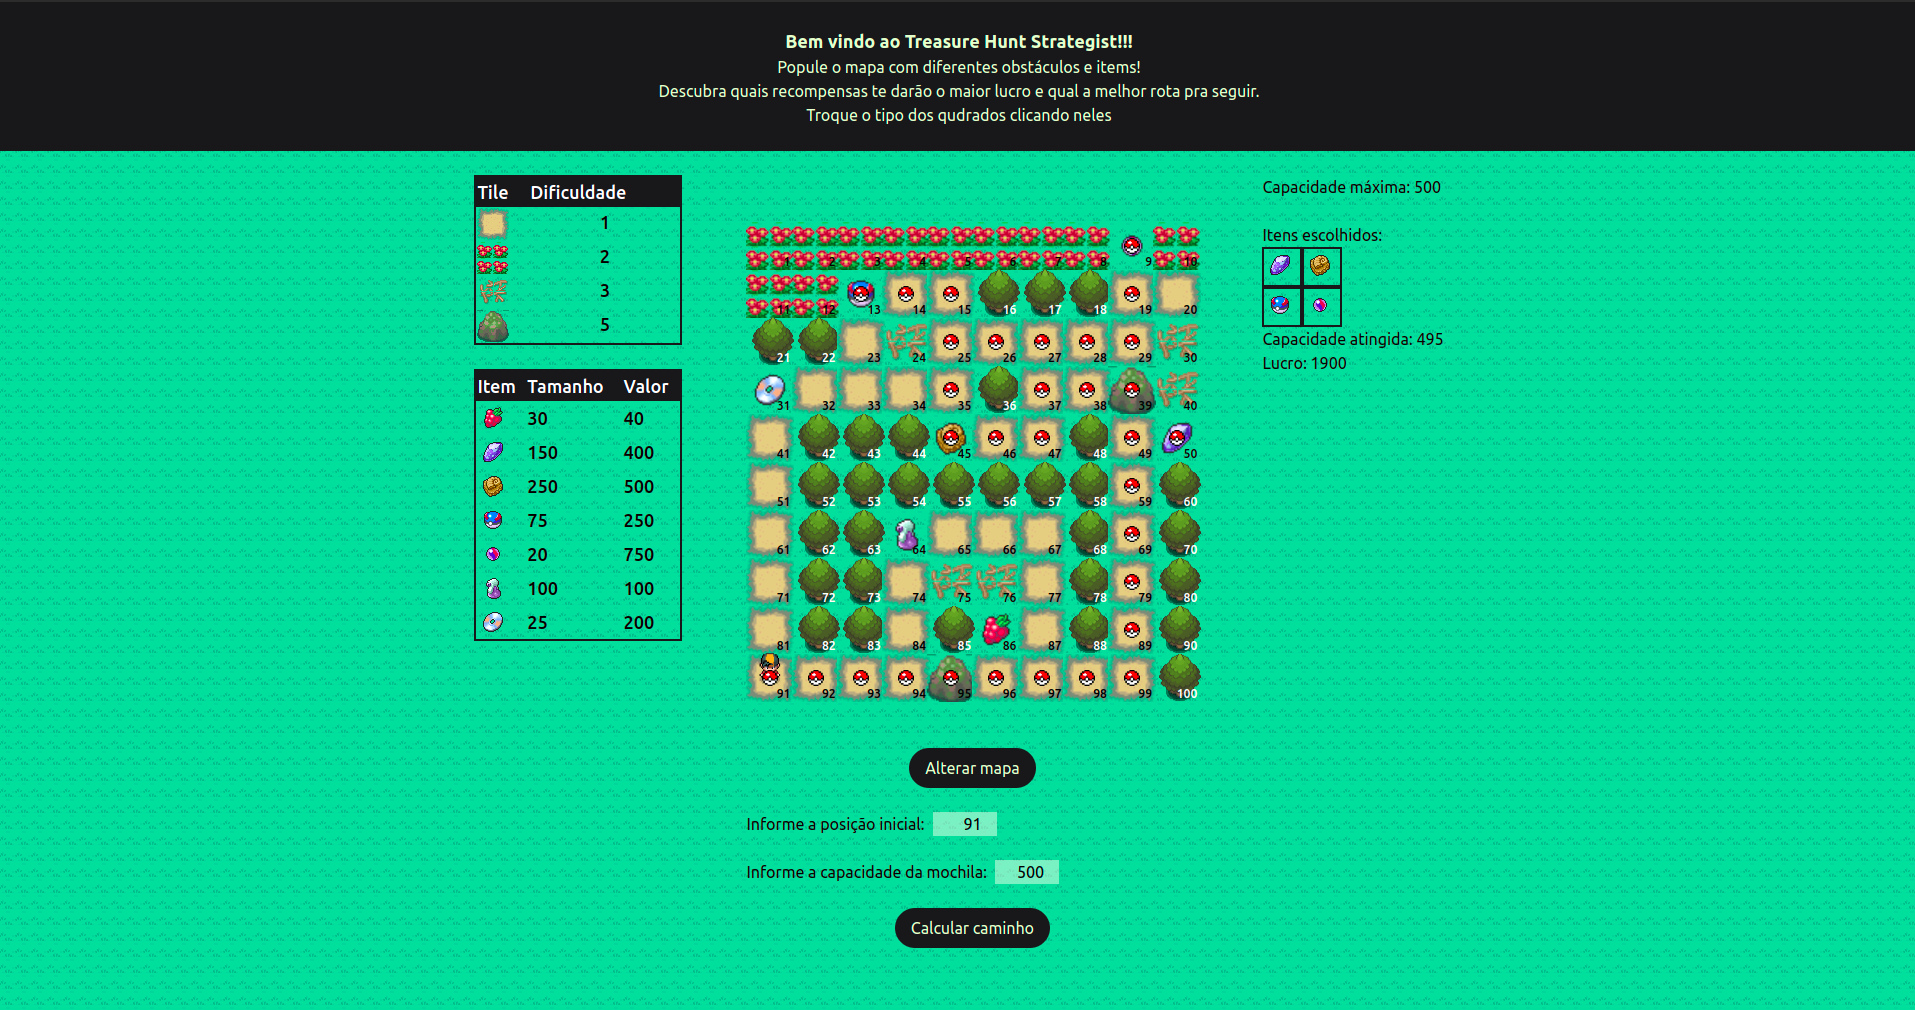 Bem vindo ao Treasure Hunt Strategist!!!
Popule o mapa com diferentes obstáculos e items!
Descubra quais recompensas te darão o maior lucro e qual a melhor rota pra seguir.
Troque o tipo dos qudrados clicando neles
Tile Dificuldade
1
2
3
5
Item Tamanho Valor
30 40
150 400
250 500
75 250
20 750
100 100
25 200
1 2 3 4 5 6 7 8 9 10
11 12 13 14 15 16 17 18 19 20
21 22 23 24 25 26 27 28 29 30
31 32 33 34 35 36 37 38 39 40
41 42 43 44 45 46 47 48 49 50
51 52 53 54 55 56 57 58 59 60
61 62 63 64 65 66 67 68 69 70
71 72 73 74 75 76 77 78 79 80
81 82 83 84 85 86 87 88 89 90
91 92 93 94 95 96 97 98 99 100
Alterar mapa
Informe a posição inicial: 91
Informe a capacidade da mochila: 500
Calcular caminho
Capacidade máxima: 500
Itens escolhidos:
Capacidade atingida: 495
Lucro: 1900